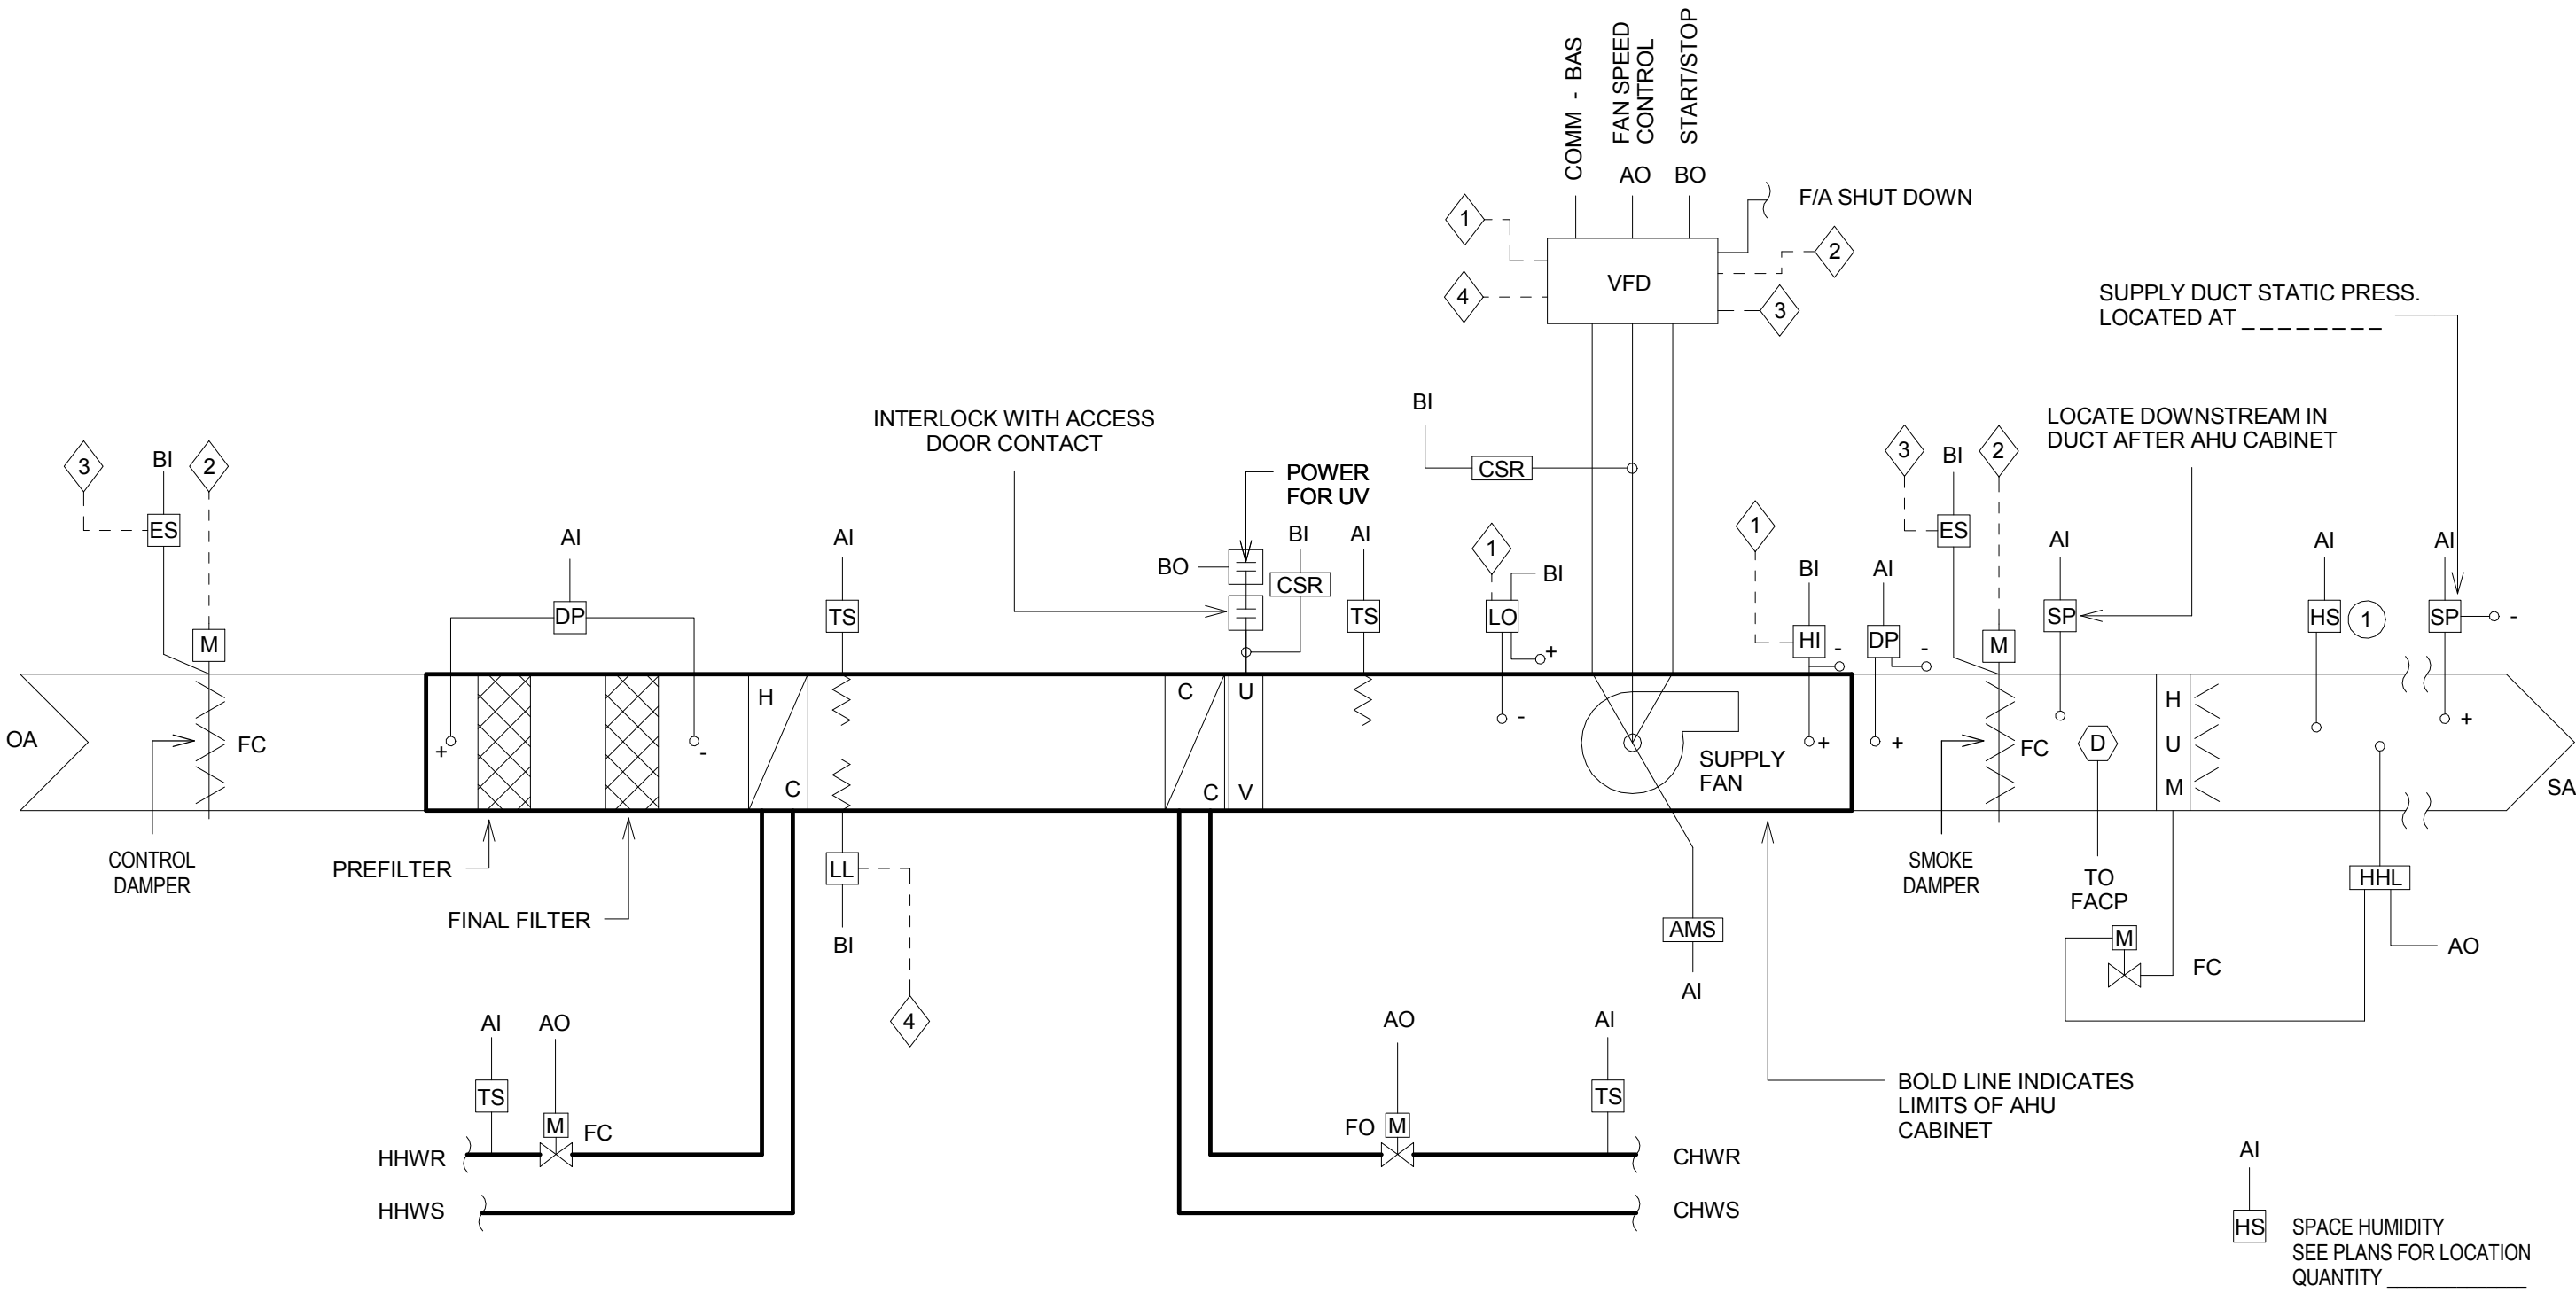 COMM - BAS
FAN SPEED
CONTROL
START/STOP
AO
BO
F/A SHUT DOWN
1
2
VFD
4
3
SUPPLY DUCT STATIC PRESS.
LOCATED AT ________
INTERLOCK WITH ACCESS
DOOR CONTACT
BI
CSR
LOCATE DOWNSTREAM IN
DUCT AFTER AHU CABINET
3
BI
2
ES
M
AI
DP
AI
TS
POWER
FOR UV
BO
BI
CSR
AI
TS
1
BI
LO
+
-
1
BI
HI
-
+
AI
DP
-
+
3
BI
2
ES
M
AI
SP
AI
HS
1
AI
SP
-
+
OA
FC
+
-
H
C
C
C
U
V
SUPPLY
FAN
FC
D
H
U
M
SA
CONTROL
DAMPER
PREFILTER
FINAL FILTER
LL
BI
4
AMS
AI
SMOKE
DAMPER
TO
FACP
M
FC
HHL
AO
AI
AO
TS
M
FC
HHWR
HHWS
AO
AI
FO
M
TS
CHWR
CHWS
BOLD LINE INDICATES
LIMITS OF AHU
CABINET
AI
HS
SPACE HUMIDITY
SEE PLANS FOR LOCATION
QUANTITY ____________